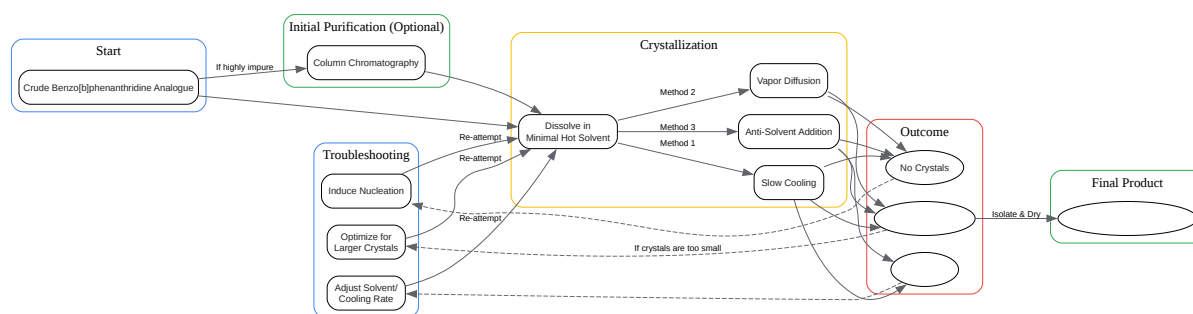 Start
Crude Benzo[b]phenanthridine Analogue
If highly impure
Initial Purification (Optional)
Column Chromatography
Crystallization
Dissolve in
Minimal Hot Solvent
Method 2
Method 3
Method 1
Vapor Diffusion
Anti-Solvent Addition
Slow Cooling
Troubleshooting
Induce Nucleation
Optimize for
Larger Crystals
Adjust Solvent/
Cooling Rate
Re-attempt
Re-attempt
Re-attempt
If crystals are too small
Outcome
No Crystals
Isolate & Dry
Final Product